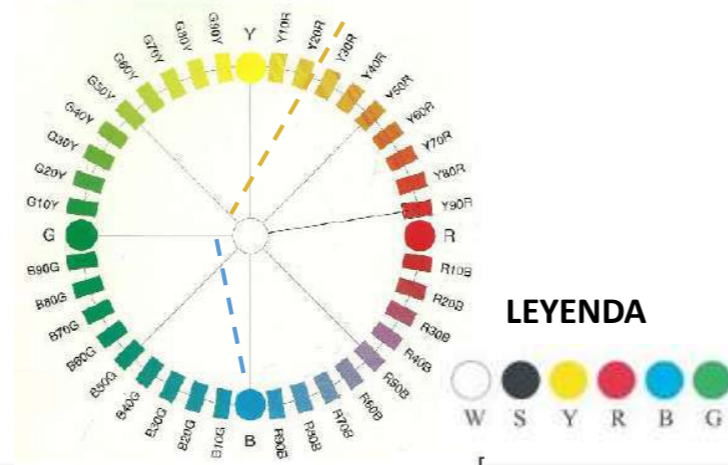 Y
Y10R
Y20R
Y30R
Y40R
Y50R
Y60R
Y70R
Y80R
Y90R
R
R10B
R20B
R30B
R40B
R50B
R60B
R70B
R80B
R90B
B
B10G
B20G
B30G
B40G
B50G
B60G
B70G
B80G
B90G
G
G10Y
G20Y
G30Y
G40Y
G50Y
G60Y
G70Y
G80Y
G90Y
LEYENDA
W S Y R B G